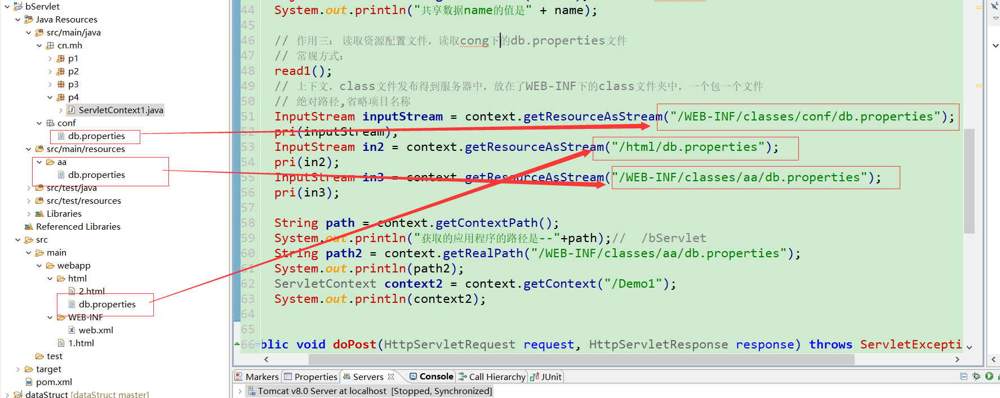 bServlet
Java Resources
src/main/java
cn.mh
p1
p2
p3
p4
ServletContext1.java
conf
db.properties
src/main/resources
aa
db.properties
src/test/java
src/test/resources
Libraries
Referenced Libraries
src
main
webapp
html
2.html
db.properties
WEB-INF
web.xml
1.html
test
target
pom.xml
dataStruct [dataStruct master]
44 System.out.println("共享数据name的值是" + name);
45
46 // 作用三： 读取资源配置文件，读取cong下的db.properties文件
47 // 常规方式：
48 read1();
49 // 上下文，class文件发布得到服务器中，放在了WEB-INF下的class文件夹中，一个包一个文件
50 // 绝对路径,省略项目名称
51 InputStream inputStream = context.getResourceAsStream("/WEB-INF/classes/conf/db.properties");
52 pri(inputStream);
53 InputStream in2 = context.getResourceAsStream("/html/db.properties");
54 pri(in2);
55 InputStream in3 = context.getResourceAsStream("/WEB-INF/classes/aa/db.properties");
56 pri(in3);
57
58 String path = context.getContextPath();
59 System.out.println("获取的应用程序的路径是--"+path);// /bServlet
60 String path2 = context.getRealPath("/WEB-INF/classes/aa/db.properties");
61 System.out.println(path2);
62 ServletContext context2 = context.getContext("/Demo1");
63 System.out.println(context2);
64
65
66 blic void doPost(HttpServletRequest request, HttpServletResponse response) throws ServletExcepti
Markers Properties Servers Console Call Hierarchy JUnit
Tomcat v8.0 Server at localhost [Stopped, Synchronized]